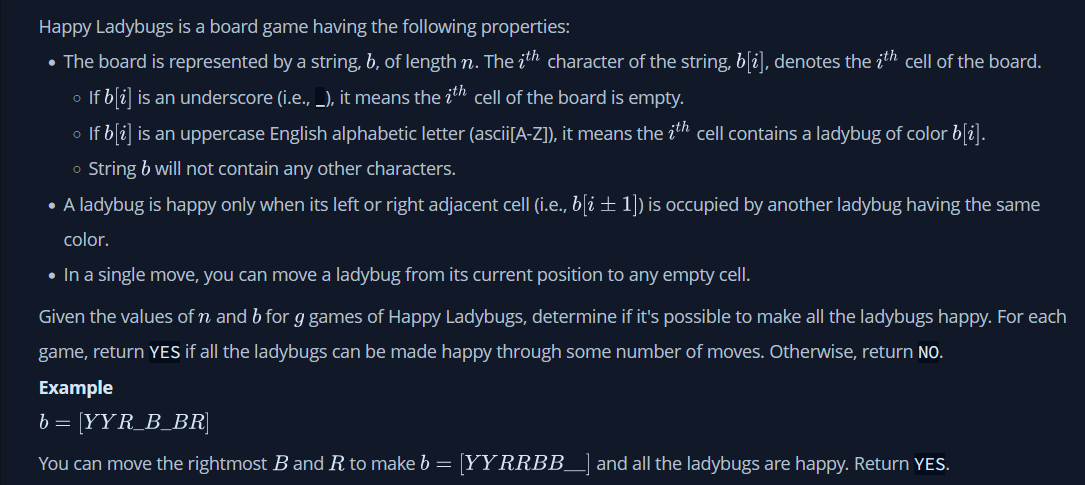 Happy Ladybugs is a board game having the following properties:
• The board is represented by a string, b, of length n. The i^th character of the string, b[i], denotes the i^th cell of the board.
◦ If b[i] is an underscore (i.e., _), it means the i^th cell of the board is empty.
◦ If b[i] is an uppercase English alphabetic letter (ascii[A-Z]), it means the i^th cell contains a ladybug of color b[i].
◦ String b will not contain any other characters.
• A ladybug is happy only when its left or right adjacent cell (i.e., b[i ± 1]) is occupied by another ladybug having the same
color.
• In a single move, you can move a ladybug from its current position to any empty cell.
Given the values of n and b for g games of Happy Ladybugs, determine if it's possible to make all the ladybugs happy. For each
game, return YES if all the ladybugs can be made happy through some number of moves. Otherwise, return NO.
Example
b = [YYR_B_BR]
You can move the rightmost B and R to make b = [YYRRBB__] and all the ladybugs are happy. Return YES.